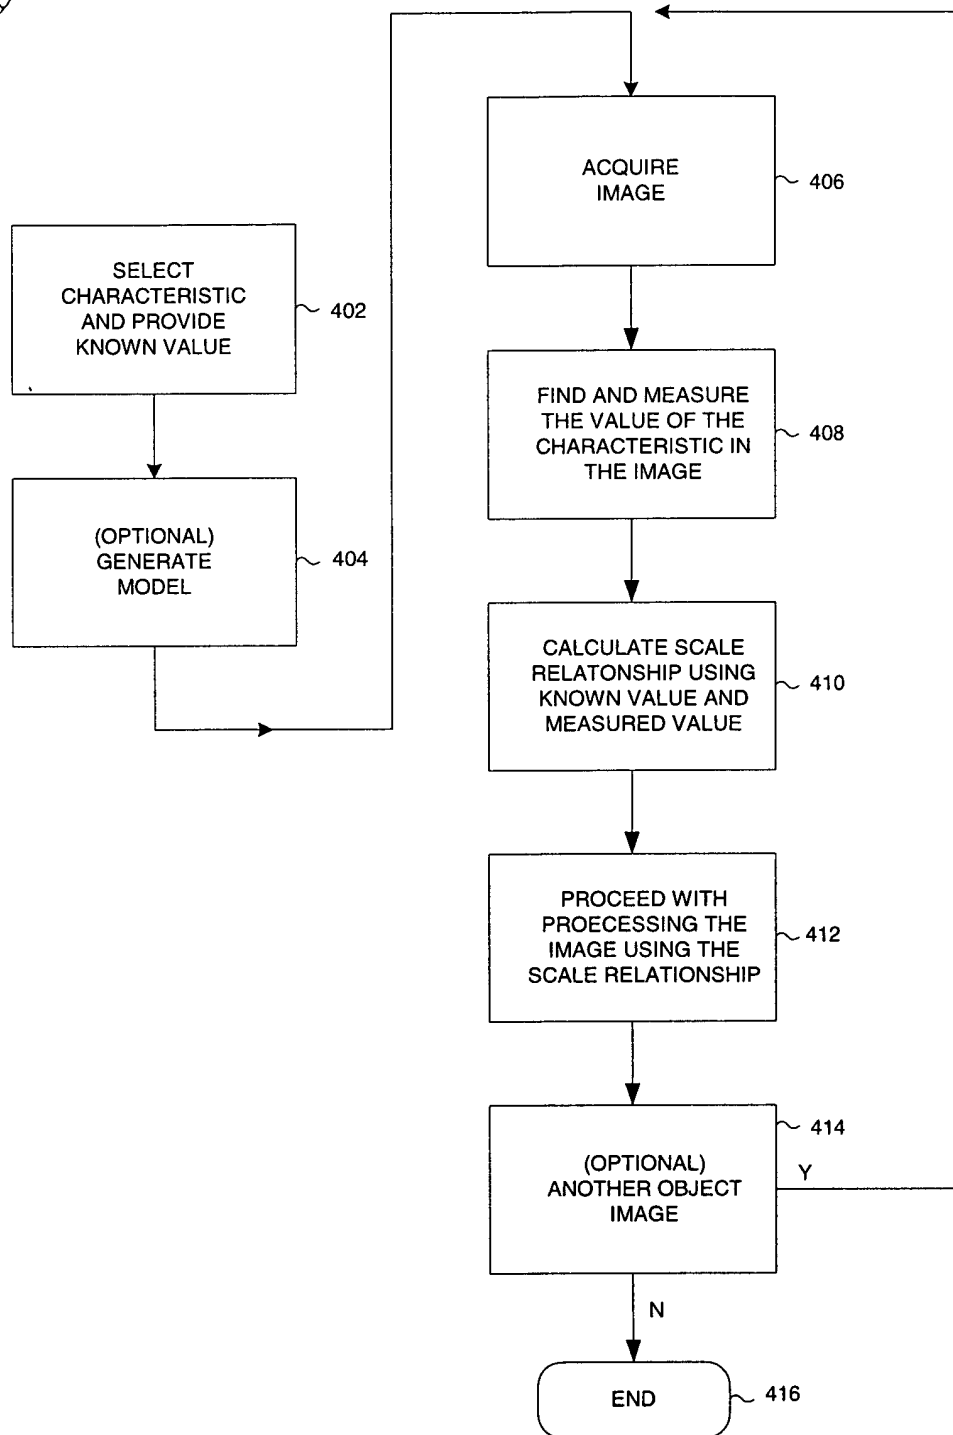 SELECT
CHARACTERISTIC
AND PROVIDE
KNOWN VALUE
402
(OPTIONAL)
GENERATE
MODEL
404
ACQUIRE
IMAGE
406
FIND AND MEASURE
THE VALUE OF THE
CHARACTERISTIC IN
THE IMAGE
408
CALCULATE SCALE
RELATONSHIP USING
KNOWN VALUE AND
MEASURED VALUE
410
PROCEED WITH
PROECESSING THE
IMAGE USING THE
SCALE RELATIONSHIP
412
(OPTIONAL)
ANOTHER OBJECT
IMAGE
414
Y
N
END
416